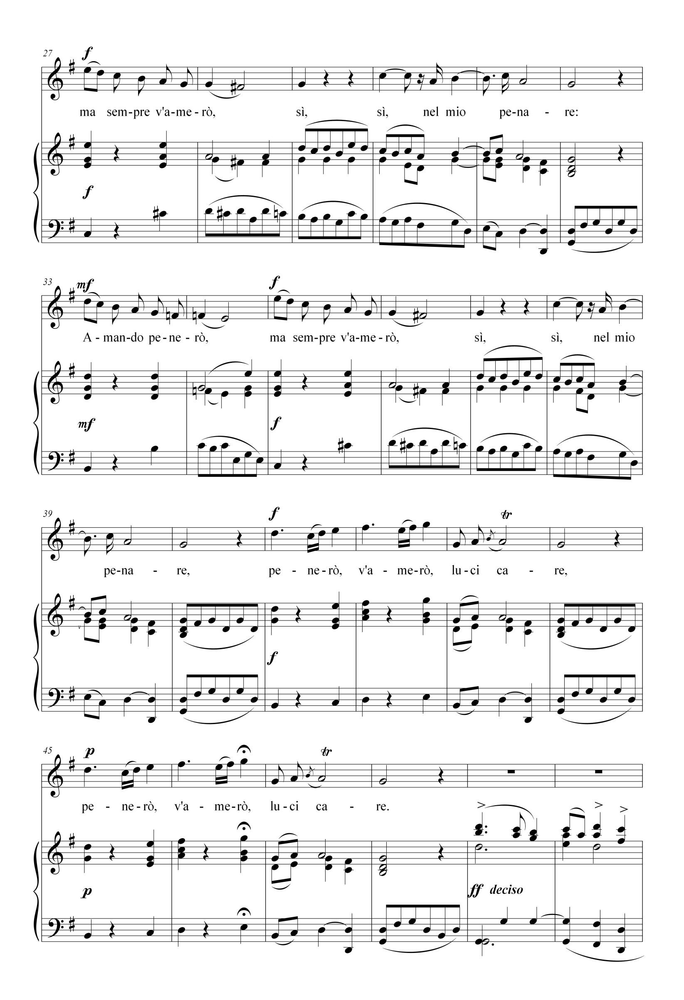 27
f
ma sem-pre v'a-me-rò, sì, sì, nel mio pe-na - re:
f
33
mf f
A - man-do pe-ne-rò, ma sem-pre v'a-me-rò, sì, sì, nel mio
mf f
39
f tr
pe-na - re, pe - ne-rò, v'a - me-rò, lu-ci ca - re,
f
45
p tr
pe - ne-rò, v'a - me-rò, lu-ci ca - re.
p ff deciso